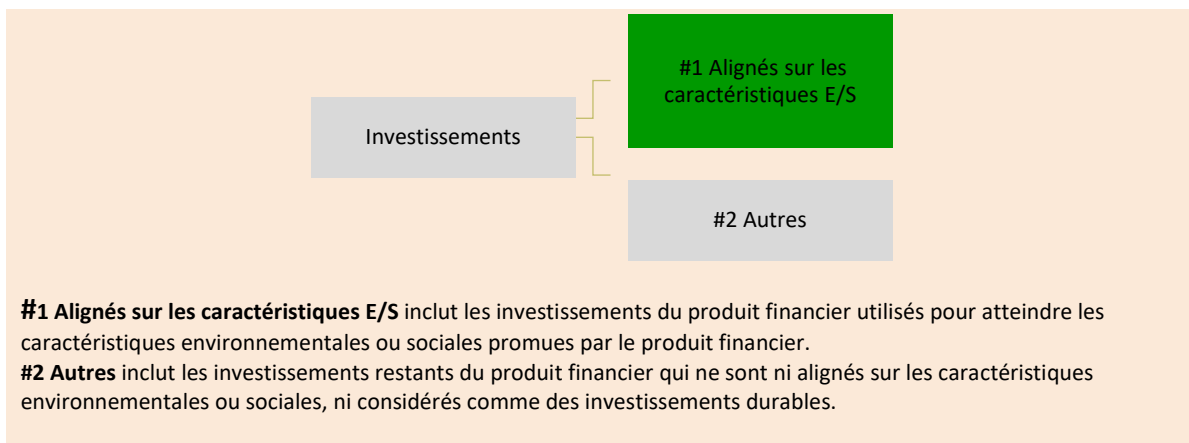 #1 Alignés sur les
caractéristiques E/S
Investissements
#2 Autres
#1 Alignés sur les caractéristiques E/S inclut les investissements du produit financier utilisés pour atteindre les
caractéristiques environnementales ou sociales promues par le produit financier.
#2 Autres inclut les investissements restants du produit financier qui ne sont ni alignés sur les caractéristiques
environnementales ou sociales, ni considérés comme des investissements durables.